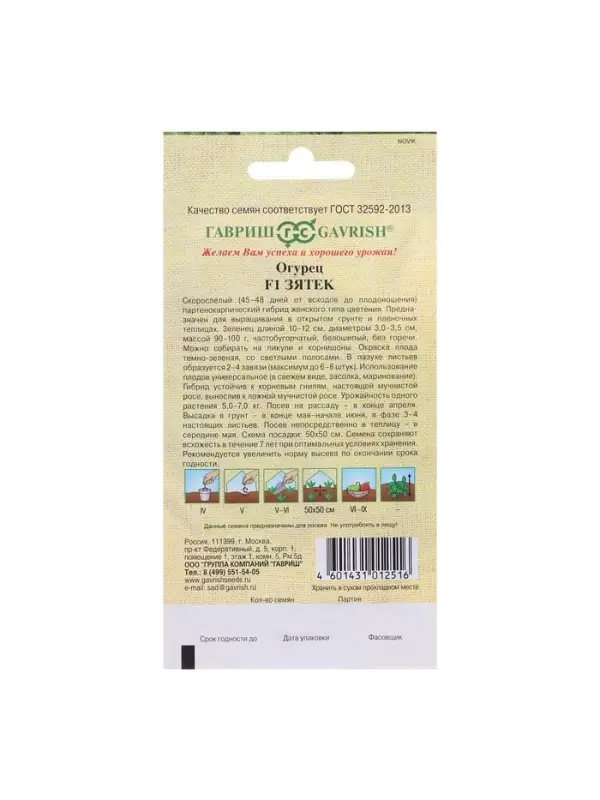 NOVIK
Качество семян соответствует ГОСТ 32592-2013
ГАВРИШ ГС GAVRISH®
Желаем Вам успеха и хорошего урожая!
Огурец
F1 ЗЯТЕК
Скороспелый (45-48 дней от всходов до плодоношения)
партенокарпический гибрид женского типа цветения. Предна-
значен для выращивания в открытом грунте и пленочных
теплицах. Зеленец длиной 10-12 см, диаметром 3,0-3,5 см,
массой 90-100 г, частобугорчатый, белошипый, без горечи.
Можно собирать на пикули и корнишоны. Окраска плода
темно-зеленая, со светлыми полосами. В пазухе листьев
образуется 2-4 завязи (максимум до 6-8 штук). Использование
плодов универсальное (в свежем виде, засолка, маринование).
Гибрид устойчив к корневым гнилям, настоящей мучнистой
росе, вынослив к ложной мучнистой росе. Урожайность одного
растения 5,0-7,0 кг. Посев на рассаду – в конце апреля.
Высадка в грунт – в конце мая-начале июня, в фазе 3-4
настоящих листьев. Посев непосредственно в теплицу – в
середине мая. Схема посадки: 50х50 см. Семена сохраняют
всхожесть в течение 7 лет при оптимальных условиях хранения.
Рекомендуется увеличить норму высева по окончании срока
годности.
IV V V-VI 50х50 см VI-IX -
Данные семена предназначены для посева. Не употреблять в пищу!
Россия, 111399, г. Москва,
пр-кт Федеративный, д. 5, корп. 1,
помещение 1, этаж 1, комн. 5, Рм 5д
ООО "ГРУППА КОМПАНИЙ "ГАВРИШ"
Тел.: 8 (499) 551-54-05
www.gavrishseeds.ru
e-mail: sad@gavrish.ru
4 601431 012516
Хранить в сухом прохладном месте
Кол-во семян Партия
Срок годности до Дата упаковки Фасовщик